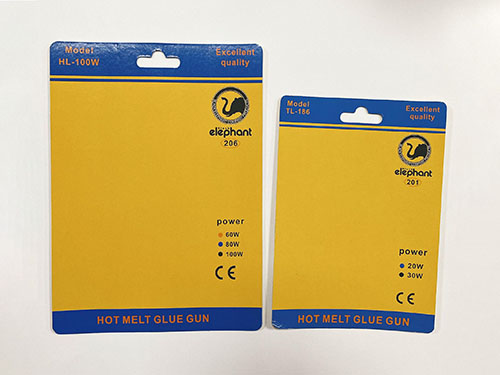 Model
HL-100W
Excellent
quality
elephant
206
power
60W
80W
100W
CE
HOT MELT GLUE GUN
Model
TL-186
Excellent
quality
elephant
201
power
20W
30W
CE
HOT MELT GLUE GUN